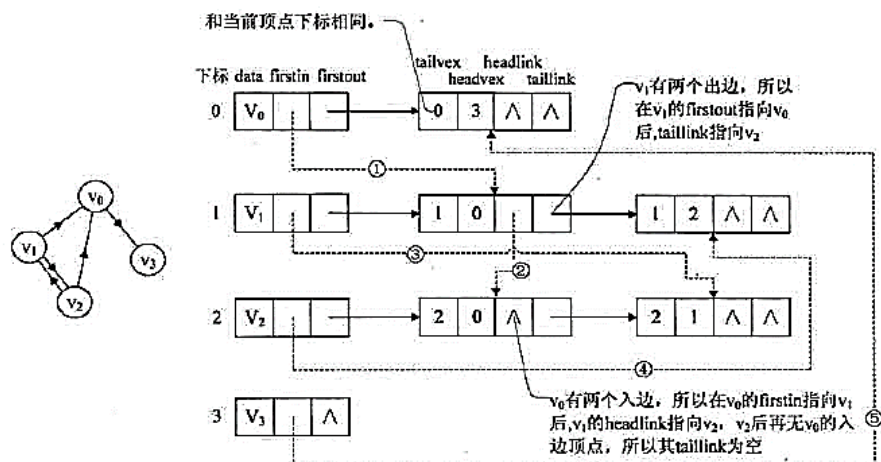 和当前顶点下标相同。
下标 data firstin firstout
tailvex headlink
headvex taillink
0 V0 0 3 ∧ ∧
v1有两个出边，所以
在v1的firstout指向v0
后,taillink指向v2
①
1 V1 1 0 1 2 ∧ ∧
③
②
2 V2 2 0 ∧ 2 1 ∧ ∧
④
v0 v1 v2 v3
3 V3 ∧
v0有两个入边，所以在v0的firstin指向v1
后,v1的headlink指向v2，v2后再无v0的入
边顶点，所以其taillink为空
⑤